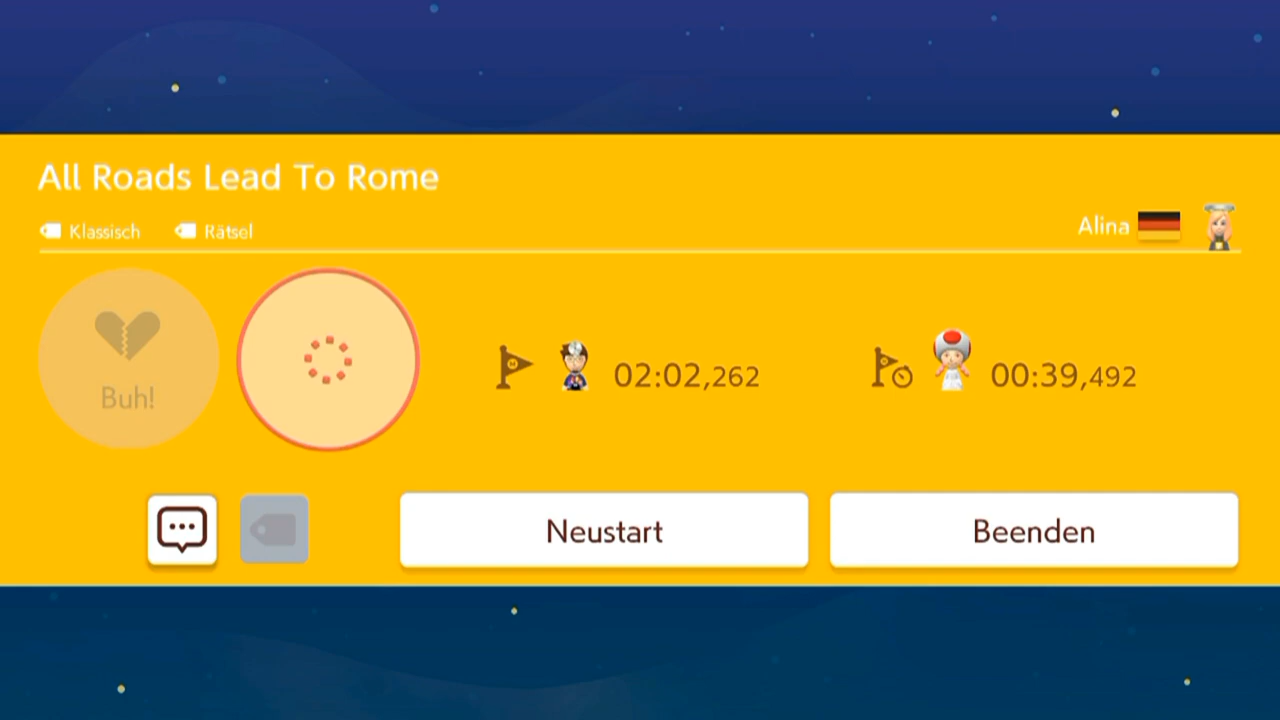 All Roads Lead To Rome
Klassisch Rätsel
Alina
Buh!
02:02,262
00:39,492
Neustart
Beenden